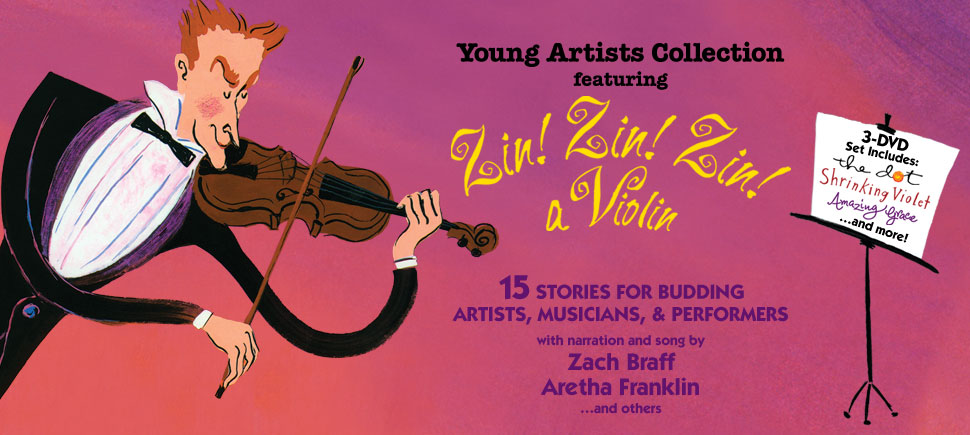 Young Artists Collection
featuring
Zin! Zin! Zin!
a Violin
15 STORIES FOR BUDDING
ARTISTS, MUSICIANS, & PERFORMERS
with narration and song by
Zach Braff
Aretha Franklin
...and others
3-DVD
Set Includes:
the dot
Shrinking Violet
Amazing Grace
...and more!